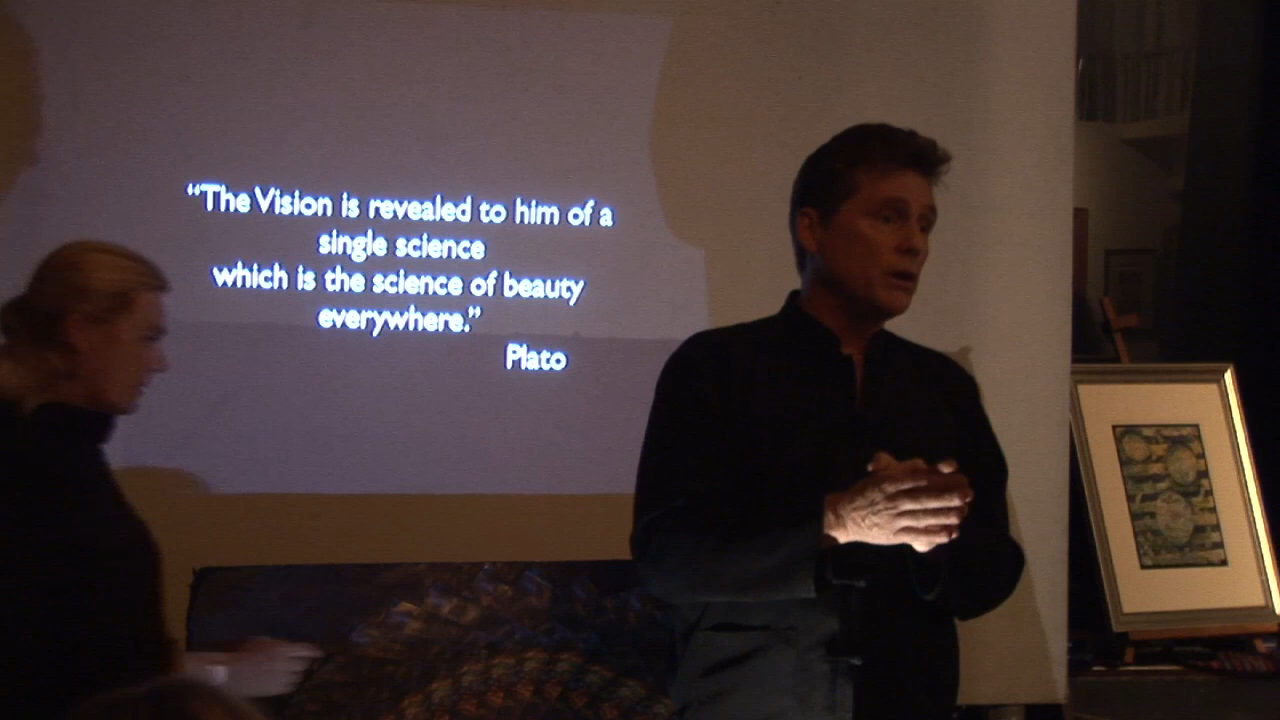 “The Vision is revealed to him of a
single science
which is the science of beauty
everywhere.”
Plato